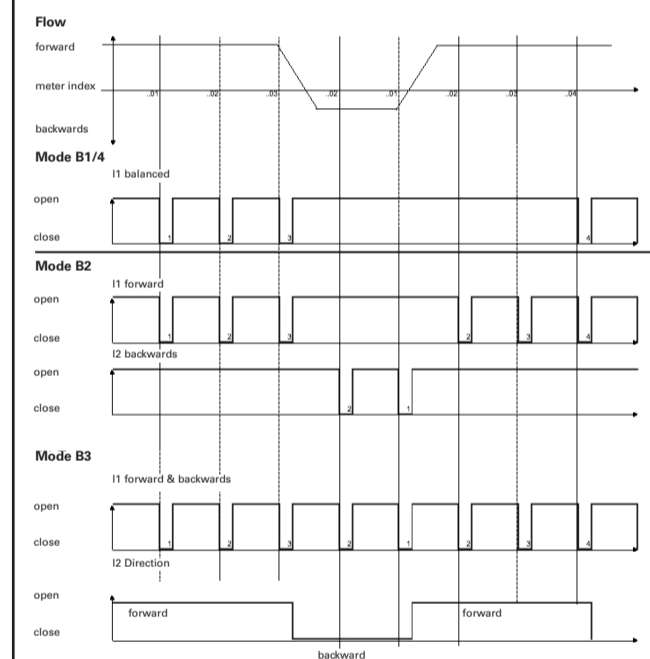 Flow
forward
meter index
..01 ..02 ..03 ..02 ..01 ..02 ..03 ..04
backwards
Mode B1/4
I1 balanced
open
close
1 2 3 4
Mode B2
I1 forward
open
close
1 2 3 2 3 4
I2 backwards
open
close
2 1
Mode B3
I1 forward & backwards
open
close
1 2 3 2 1 2 3 4
I2 Direction
open
forward forward
close
backward